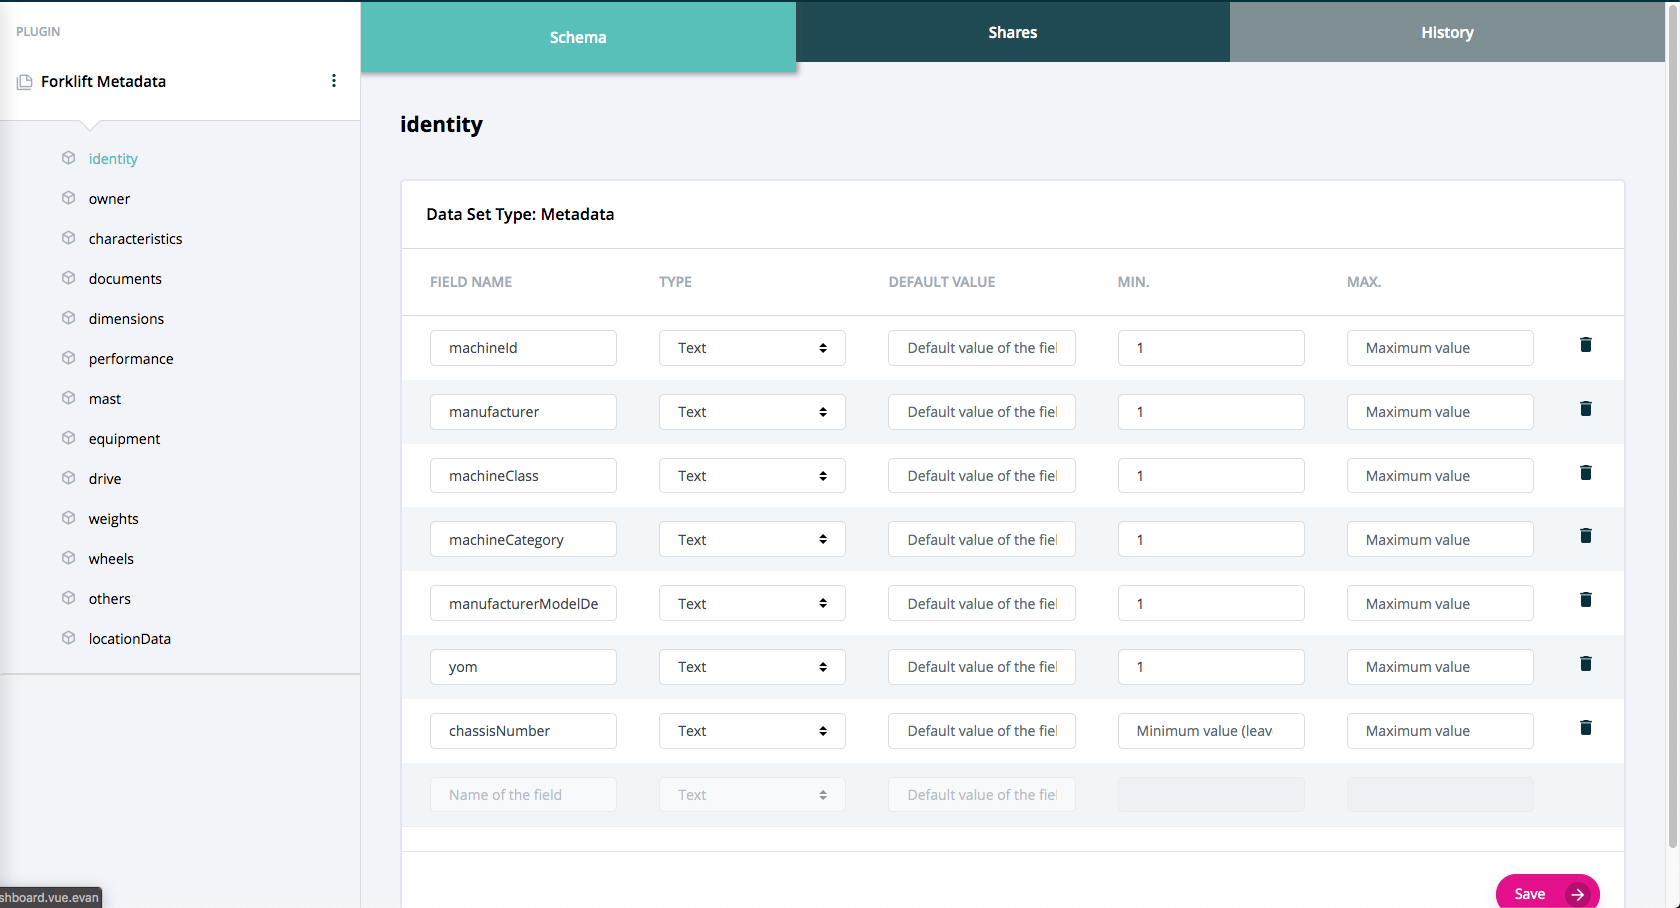 PLUGIN
Forklift Metadata
identity
owner
characteristics
documents
dimensions
performance
mast
equipment
drive
weights
wheels
others
locationData
shboard.vue.evan
Schema
Shares
History
identity
Data Set Type: Metadata
FIELD NAME TYPE DEFAULT VALUE MIN. MAX.
machineId Text Default value of the fiel 1 Maximum value
manufacturer Text Default value of the fiel 1 Maximum value
machineClass Text Default value of the fiel 1 Maximum value
machineCategory Text Default value of the fiel 1 Maximum value
manufacturerModelDe Text Default value of the fiel 1 Maximum value
yom Text Default value of the fiel 1 Maximum value
chassisNumber Text Default value of the fiel Minimum value (leav Maximum value
Name of the field Text Default value of the fiel
Save